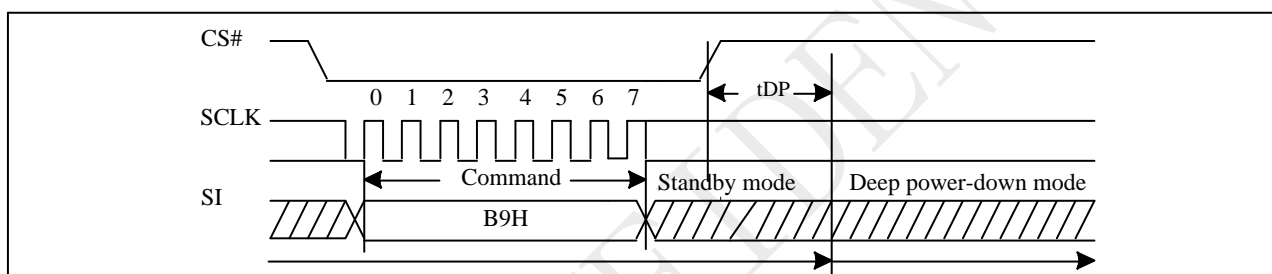 CS#
tDP
0 1 2 3 4 5 6 7
SCLK
Command
Standby mode
Deep power-down mode
SI
B9H